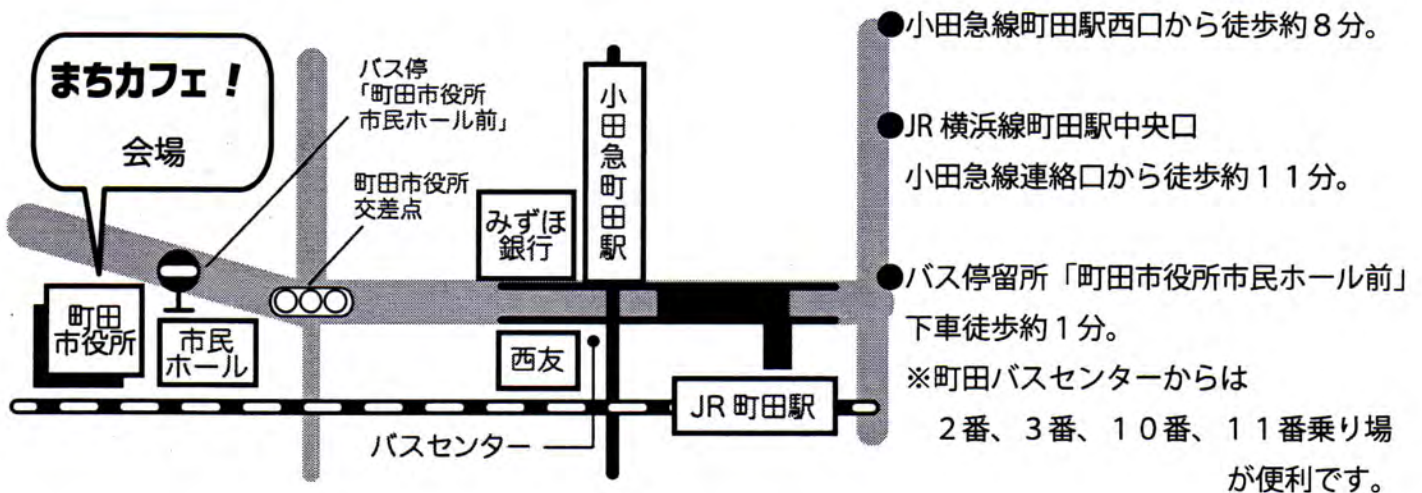 まちカフェ！
会場
バス停
「町田市役所
市民ホール前」
町田市役所
交差点
みずほ
銀行
小田急町田駅
町田
市役所
市民
ホール
西友
バスセンター
JR 町田駅
●小田急線町田駅西口から徒歩約８分。
●JR 横浜線町田駅中央口
小田急線連絡口から徒歩約１１分。
●バス停留所「町田市役所市民ホール前」
下車徒歩約１分。
※町田バスセンターからは
２番、３番、１０番、１１番乗り場
が便利です。